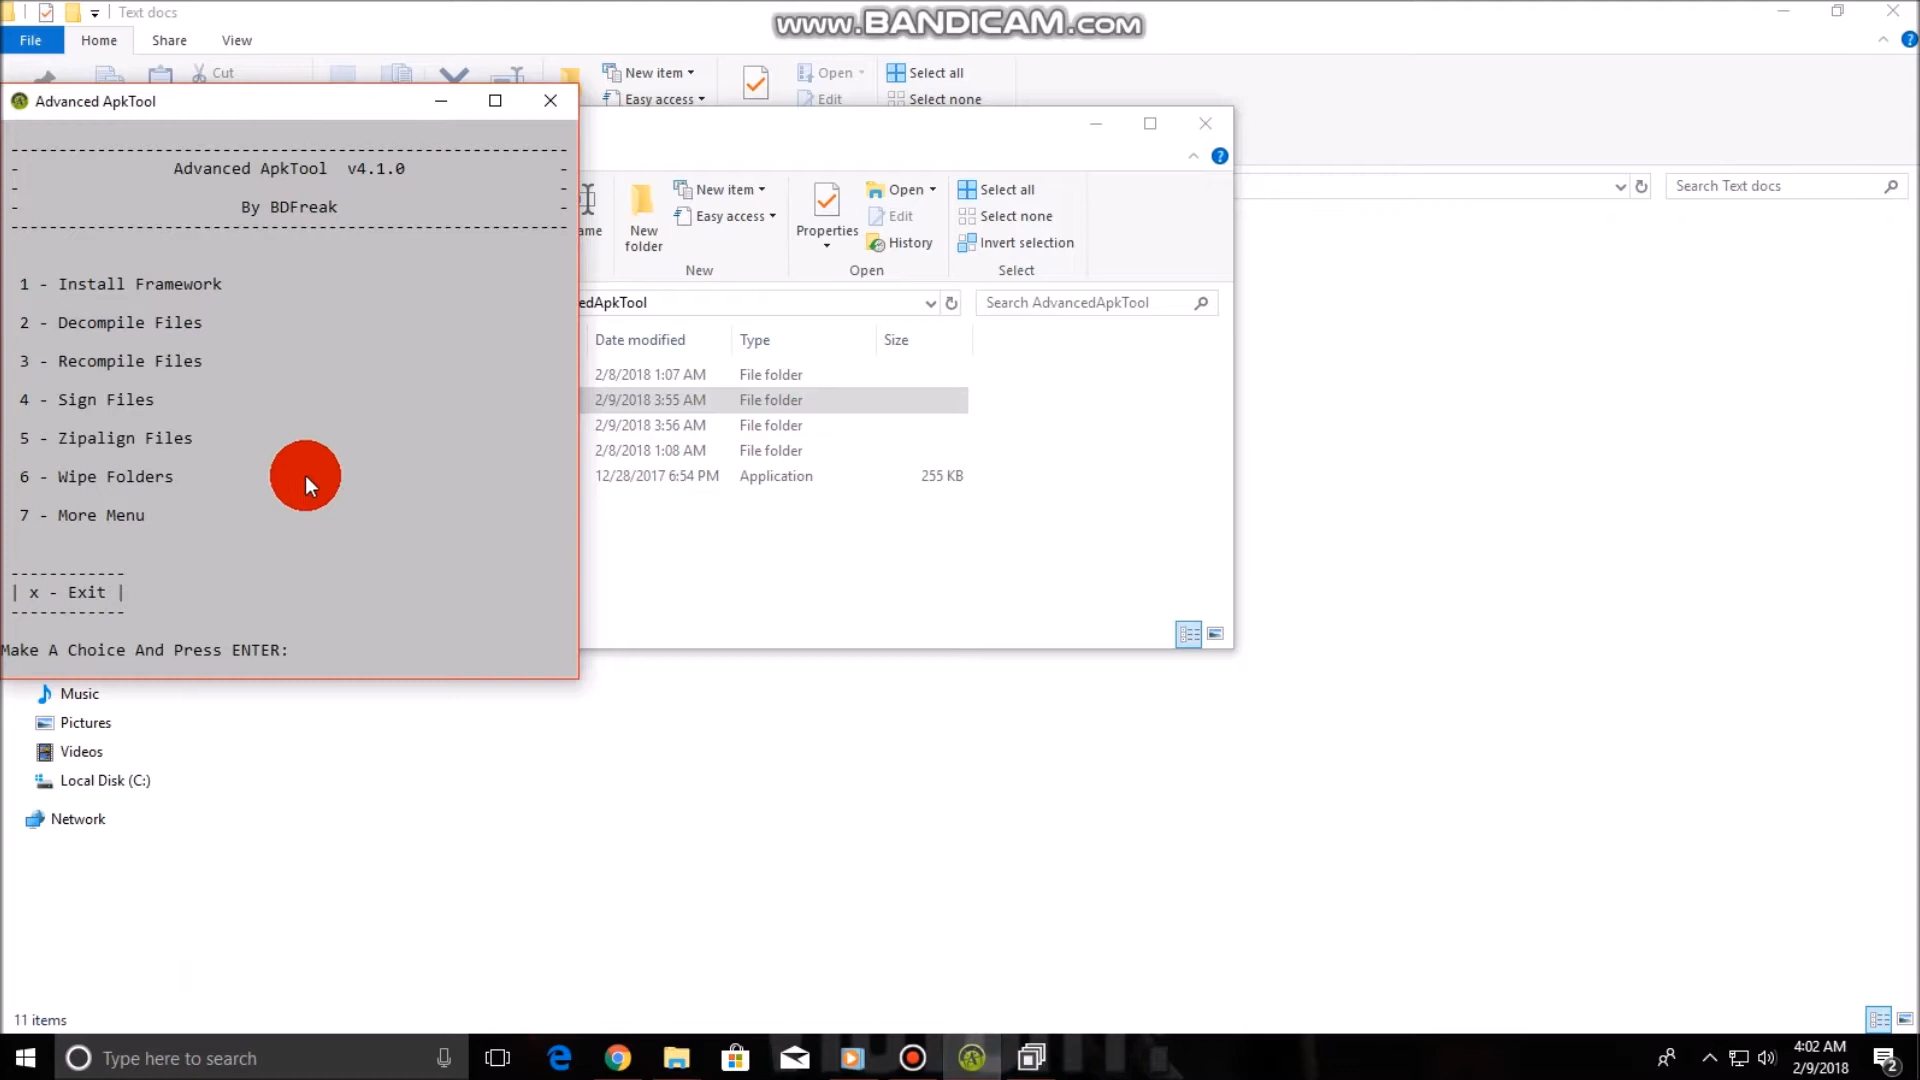 Text docs
www.BANDICAM.com
File
Home
Share
View
Cut
New item
Easy access
Open
Edit
Select all
Select none
Advanced ApkTool
------------------------------------------------------------
- Advanced ApkTool v4.1.0 -
- -
- By BDFreak -
------------------------------------------------------------
1 - Install Framework
2 - Decompile Files
3 - Recompile Files
4 - Sign Files
5 - Zipalign Files
6 - Wipe Folders
7 - More Menu
------------
| x - Exit |
------------
Make A Choice And Press ENTER:
ame
New folder
New item
Easy access
New
Properties
Open
Edit
History
Open
Select all
Select none
Invert selection
Select
edApkTool
Search AdvancedApkTool
Search Text docs
Date modified Type Size
2/8/2018 1:07 AM File folder
2/9/2018 3:55 AM File folder
2/9/2018 3:56 AM File folder
2/8/2018 1:08 AM File folder
12/28/2017 6:54 PM Application 255 KB
Music
Pictures
Videos
Local Disk (C:)
Network
11 items
Type here to search
4:02 AM
2/9/2018
2